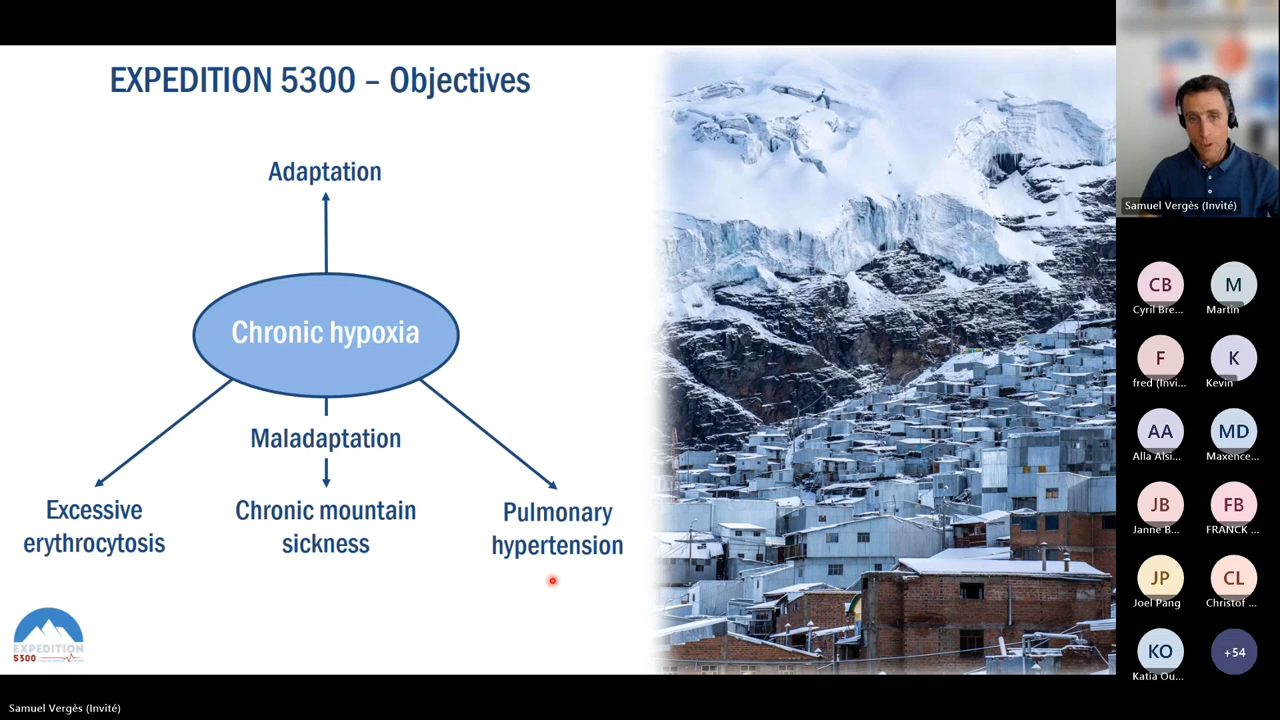 EXPEDITION 5300 – Objectives
Adaptation
Chronic hypoxia
Maladaptation
Excessive
erythrocytosis
Chronic mountain
sickness
Pulmonary
hypertension
EXPEDITION
5300
Samuel Vergès (Invité)
CB
Cyril Bre...
M
Martin
F
fred (Invi...
K
Kevin
AA
Alla Alsi...
MD
Maxence...
JB
Janne B...
FB
FRANCK ...
JP
Joel Pang
CL
Christof ...
KO
Katia Ou...
+54
Samuel Vergès (Invité)